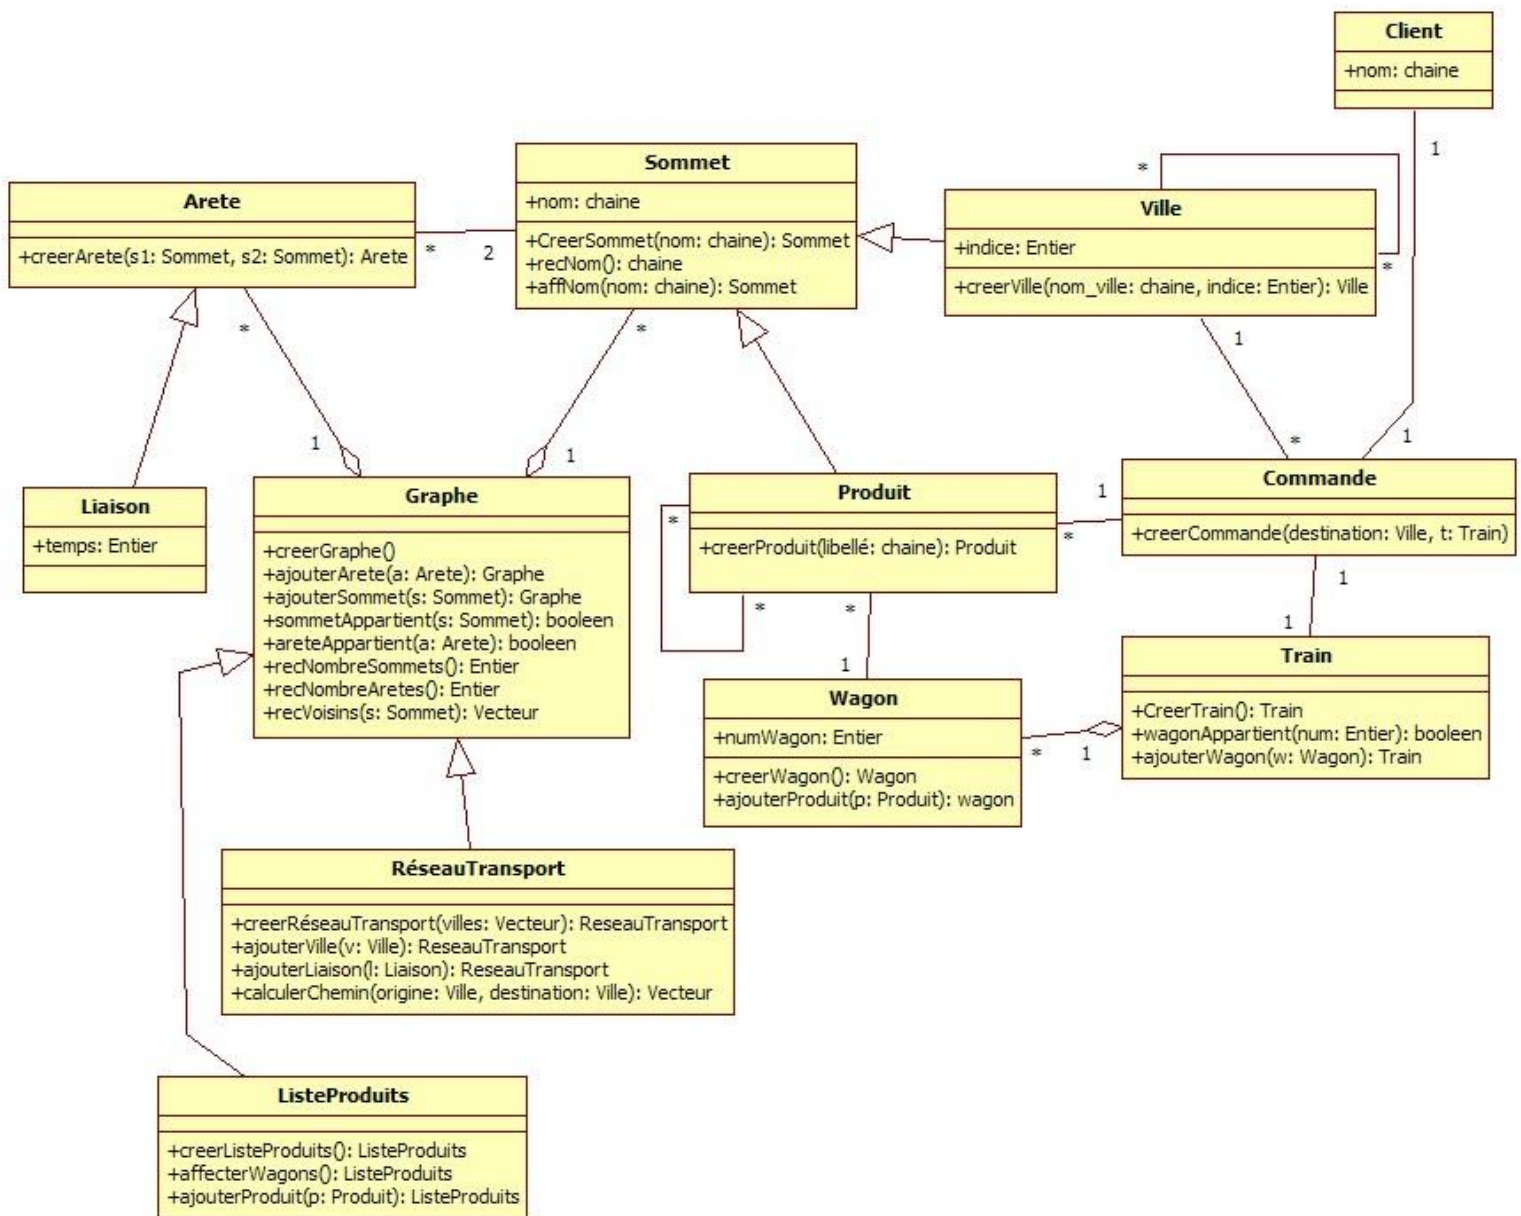 Client
+nom: chaine
1
Sommet
+nom: chaine
+CreerSommet(nom: chaine): Sommet
+recNom(): chaine
+affNom(nom: chaine): Sommet
*
Ville
+indice: Entier
+creerVille(nom_ville: chaine, indice: Entier): Ville
*
Arete
+creerArete(s1: Sommet, s2: Sommet): Arete
*
2
*
*
1
1
1
*
1
Liaison
+temps: Entier
Graphe
+creerGraphe()
+ajouterArete(a: Arete): Graphe
+ajouterSommet(s: Sommet): Graphe
+sommetAppartient(s: Sommet): booleen
+areteAppartient(a: Arete): booleen
+recNombreSommets(): Entier
+recNombreAretes(): Entier
+recVoisins(s: Sommet): Vecteur
Produit
*
+creerProduit(libellé: chaine): Produit
*
1
*
Commande
+creerCommande(destination: Ville, t: Train)
*
1
1
1
Wagon
+numWagon: Entier
+creerWagon(): Wagon
+ajouterProduit(p: Produit): wagon
*
1
Train
+CreerTrain(): Train
+wagonAppartient(num: Entier): booleen
+ajouterWagon(w: Wagon): Train
RéseauTransport
+creerRéseauTransport(villes: Vecteur): ReseauTransport
+ajouterVille(v: Ville): ReseauTransport
+ajouterLiaison(l: Liaison): ReseauTransport
+calculerChemin(origine: Ville, destination: Ville): Vecteur
ListeProduits
+creerListeProduits(): ListeProduits
+affecterWagons(): ListeProduits
+ajouterProduit(p: Produit): ListeProduits